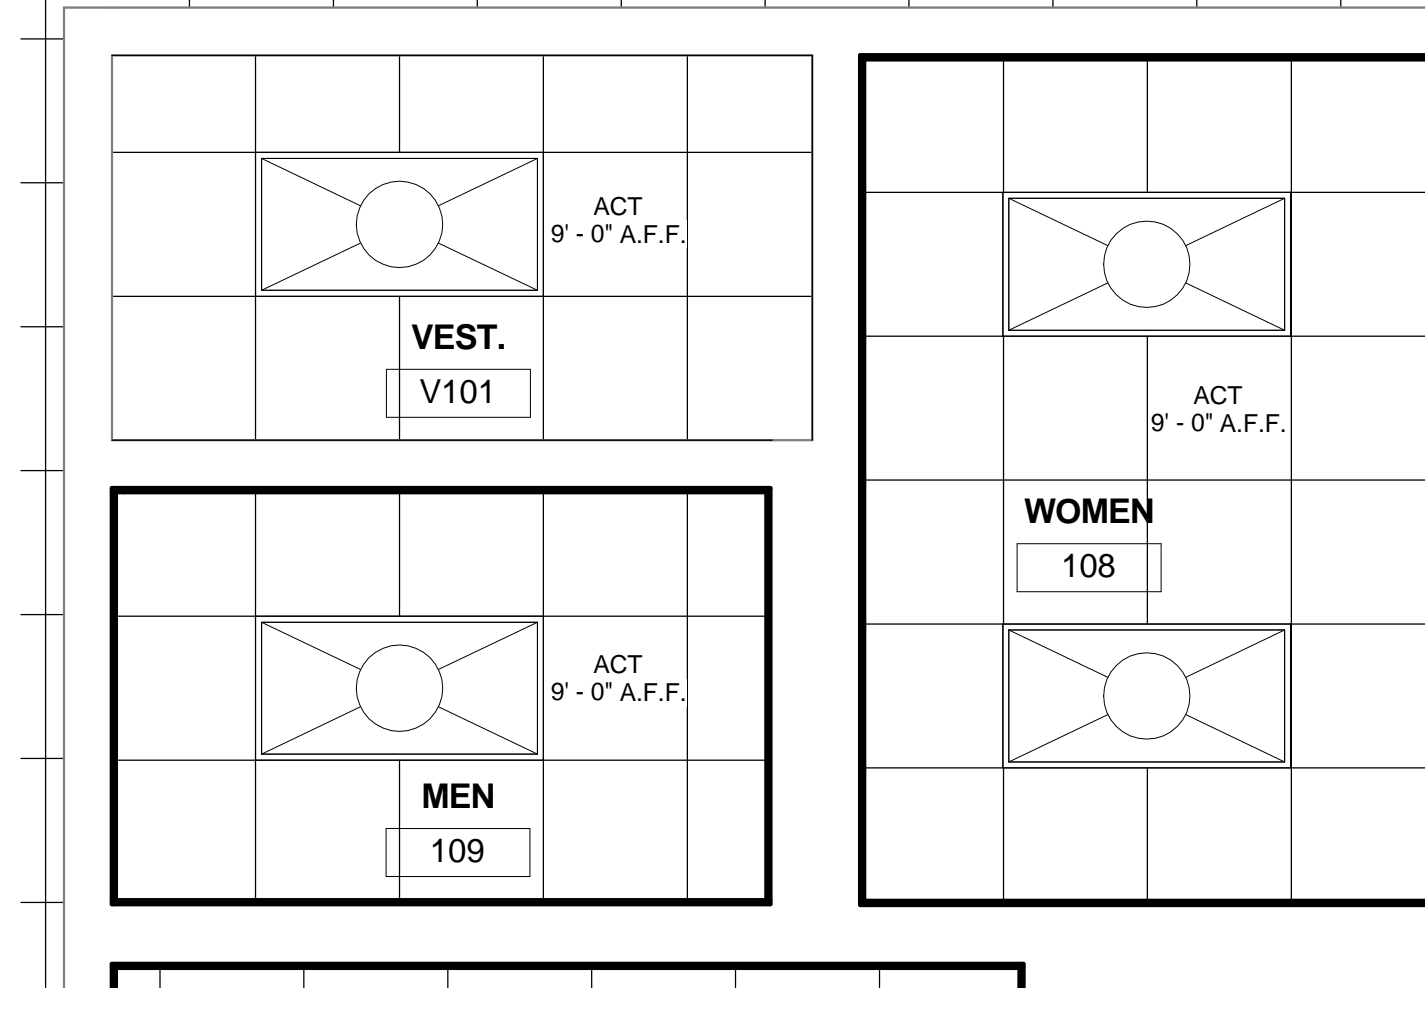 ACT
9' - 0" A.F.F.
VEST.
V101
ACT
9' - 0" A.F.F.
WOMEN
108
ACT
9' - 0" A.F.F.
MEN
109